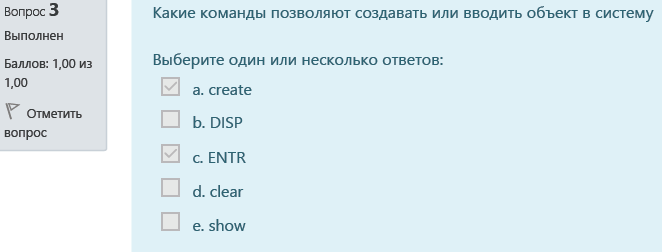 Вопрос 3
Выполнен
Баллов: 1,00 из
1,00
Отметить
вопрос
Какие команды позволяют создавать или вводить объект в систему
Выберите один или несколько ответов:
a. create
b. DISP
c. ENTR
d. clear
e. show